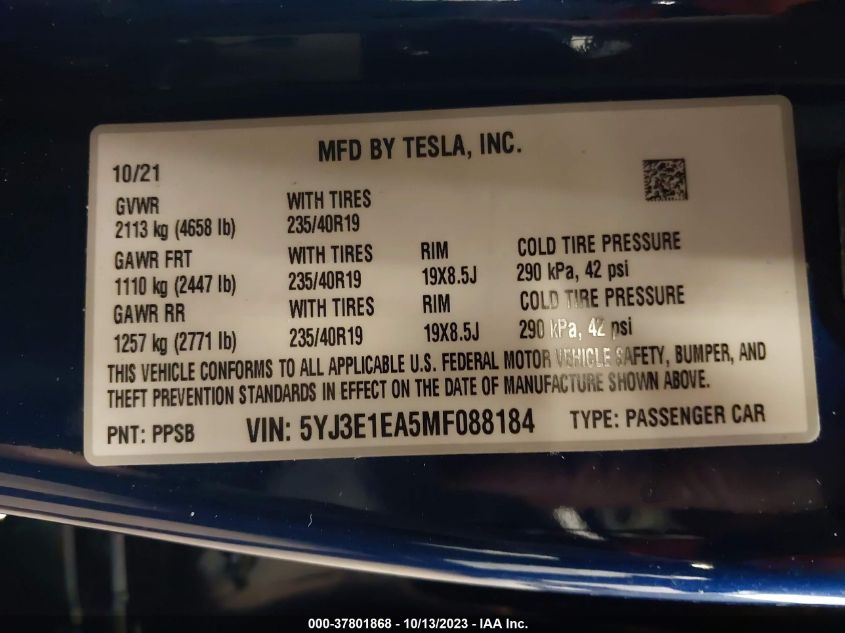 MFD BY TESLA, INC.
10/21
GVWR WITH TIRES
2113 kg (4658 lb) 235/40R19
GAWR FRT WITH TIRES RIM COLD TIRE PRESSURE
1110 kg (2447 lb) 235/40R19 19X8.5J 290 kPa, 42 psi
GAWR RR WITH TIRES RIM COLD TIRE PRESSURE
1257 kg (2771 lb) 235/40R19 19X8.5J 290 kPa, 42 psi
THIS VEHICLE CONFORMS TO ALL APPLICABLE U.S. FEDERAL MOTOR VEHICLE SAFETY, BUMPER, AND
THEFT PREVENTION STANDARDS IN EFFECT ON THE DATE OF MANUFACTURE SHOWN ABOVE.
PNT: PPSB VIN: 5YJ3E1EA5MF088184 TYPE: PASSENGER CAR
000-37801868 - 10/13/2023 - IAA Inc.